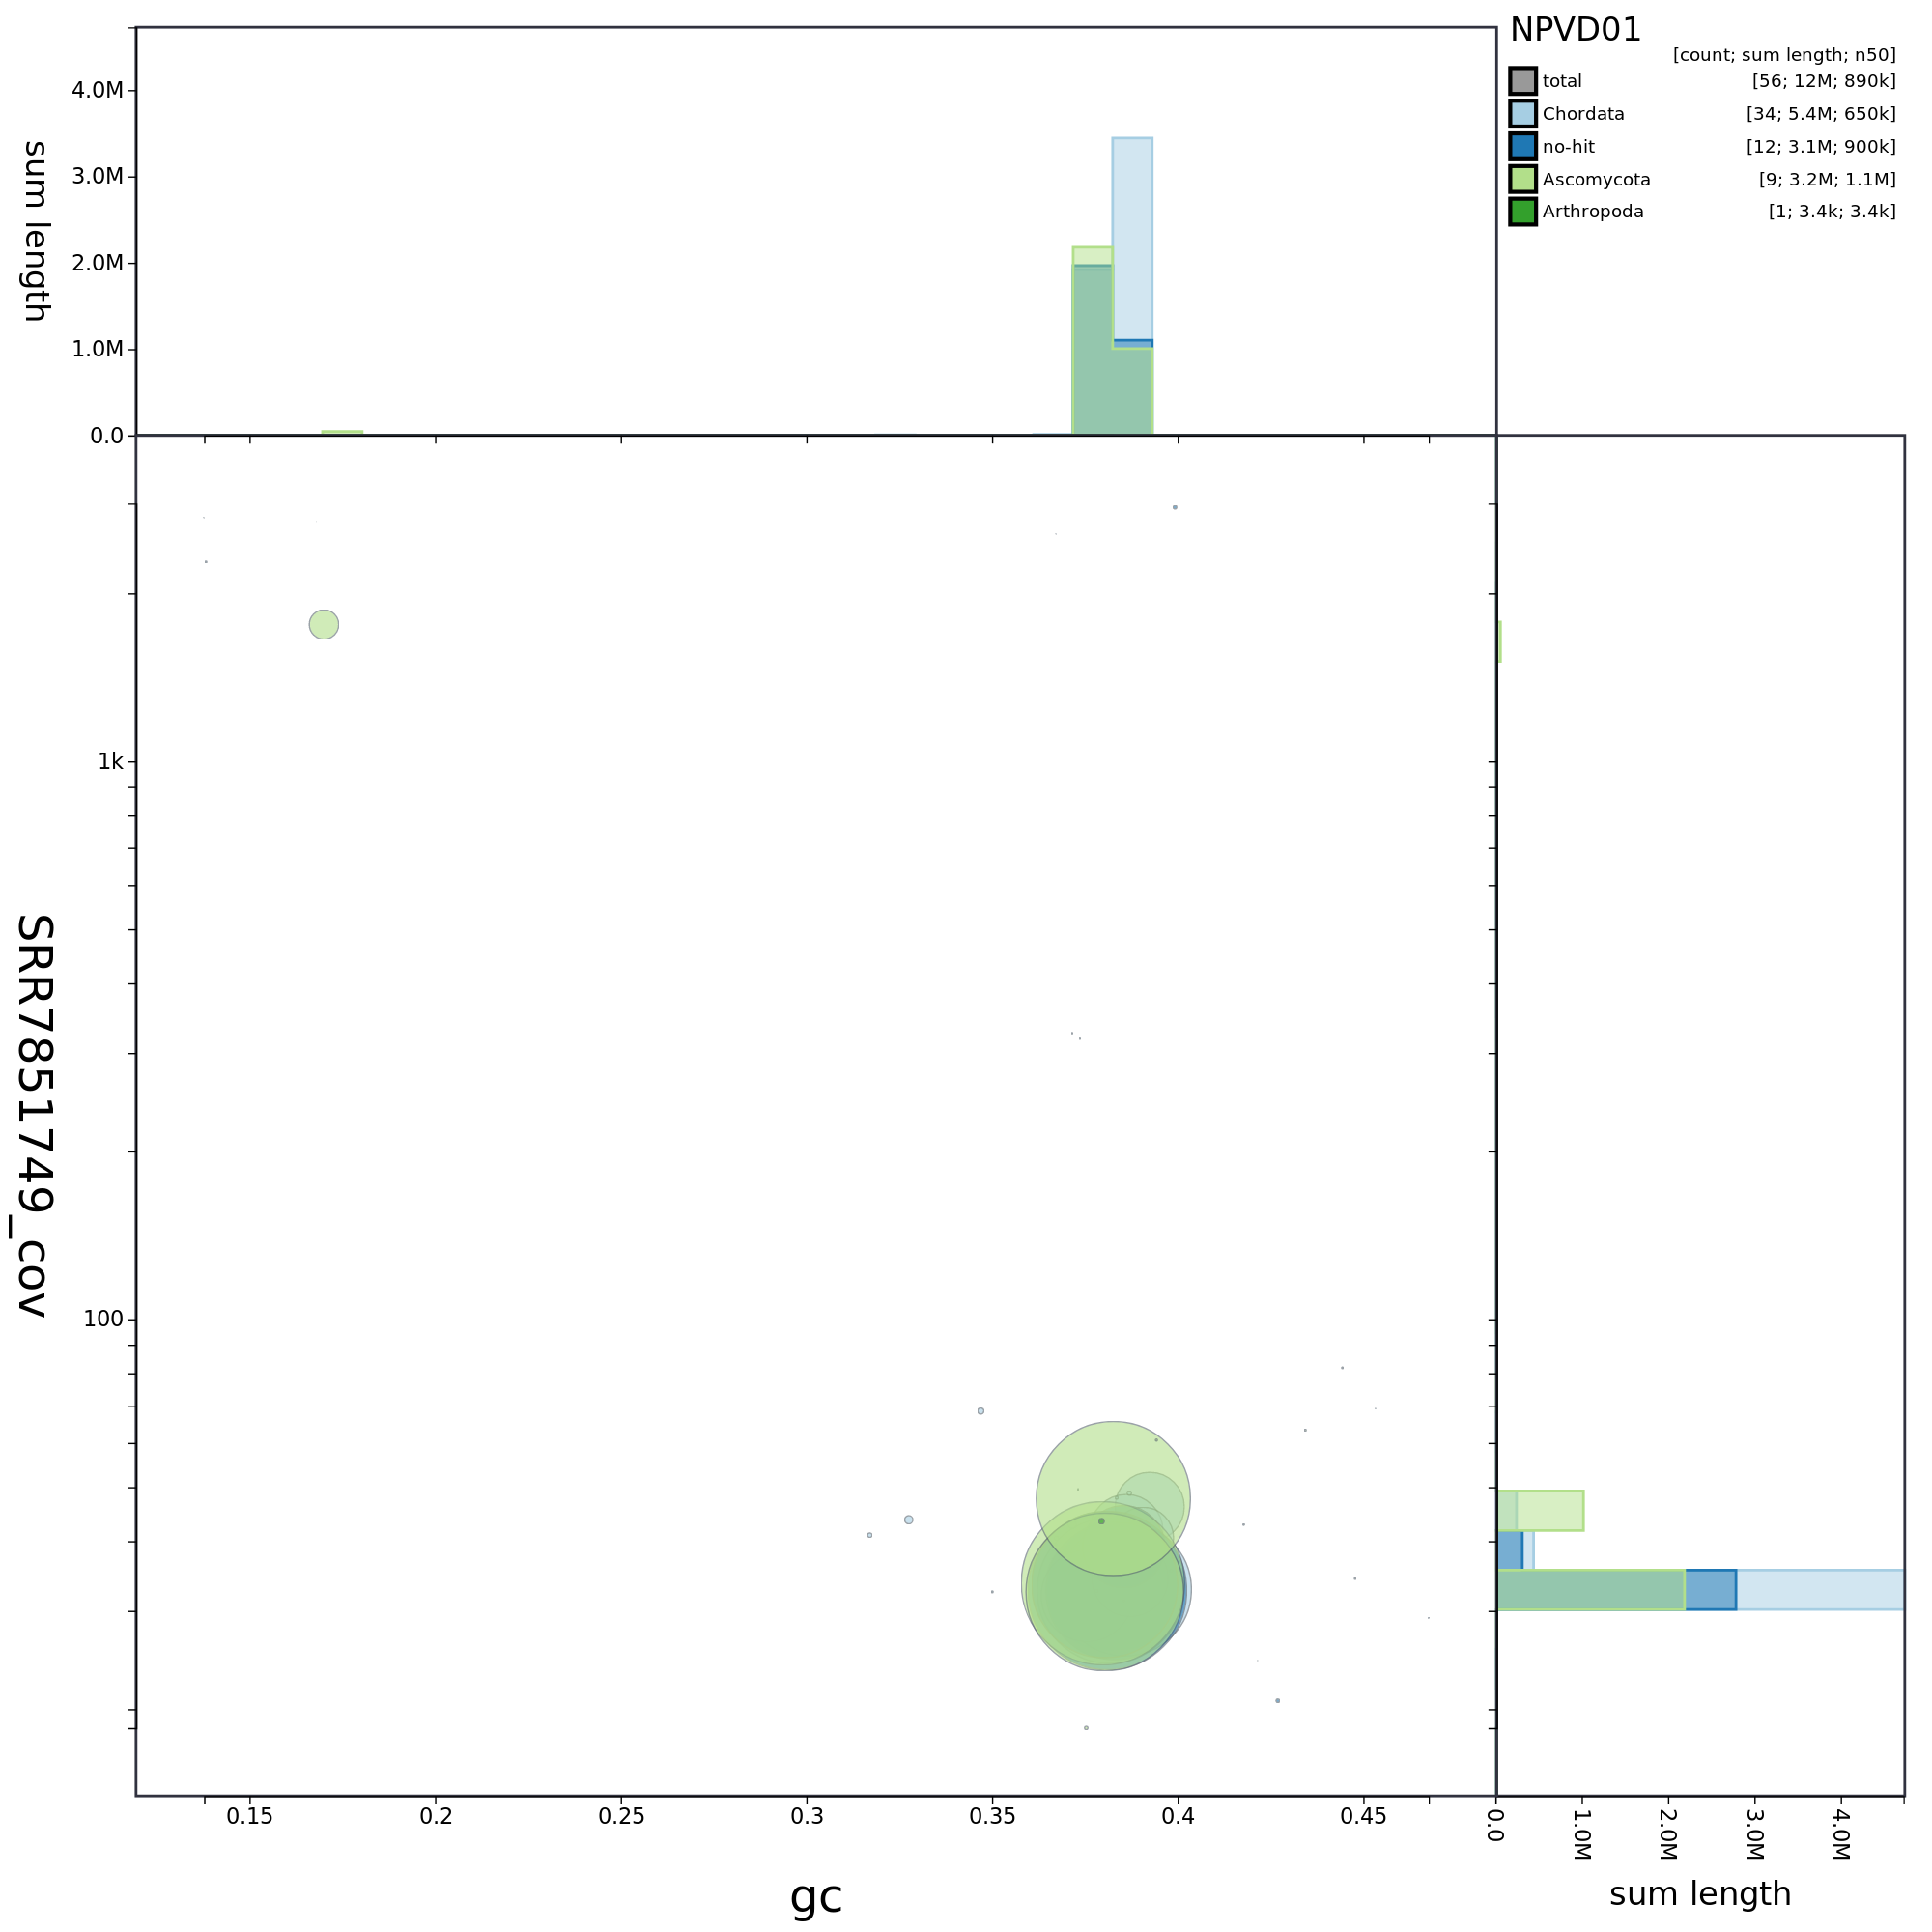 NPVD01
[count; sum length; n50]
total [56; 12M; 890k]
Chordata [34; 5.4M; 650k]
no-hit [12; 3.1M; 900k]
Ascomycota [9; 3.2M; 1.1M]
Arthropoda [1; 3.4k; 3.4k]
sum length
4.0M
3.0M
2.0M
1.0M
0.0
SRR7851749_cov
1k
100
0.15 0.2 0.25 0.3 0.35 0.4 0.45
gc
0.0 1.0M 2.0M 3.0M 4.0M
sum length